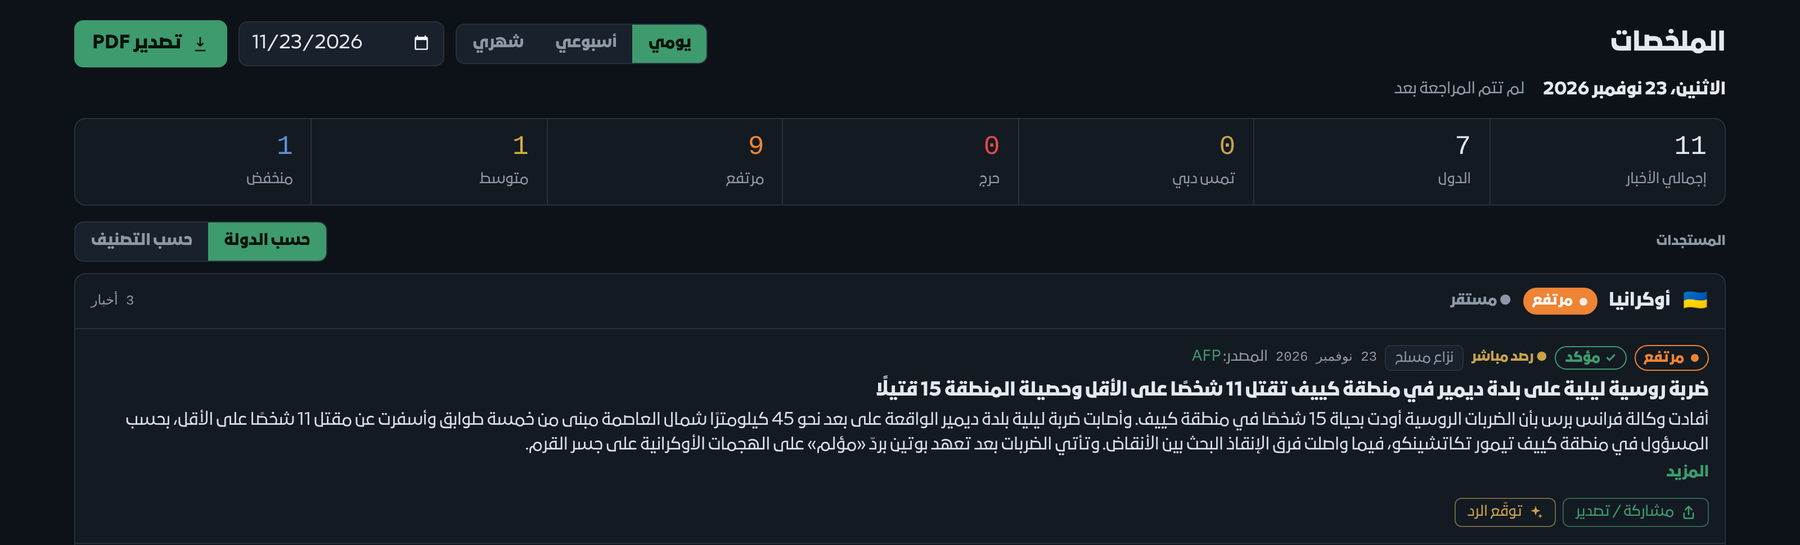 الملخصات
يومي أسبوعي شهري
11/23/2026
تصدير PDF
الاثنين، 23 نوفمبر 2026 لم تتم المراجعة بعد
11
إجمالي الأخبار
7
الدول
0
تمس دبي
0
حرج
9
مرتفع
1
متوسط
1
منخفض
المستجدات
حسب الدولة حسب التصنيف
أوكرانيا مرتفع مستقر
3 أخبار
مرتفع مؤكد رصد مباشر نزاع مسلح 23 نوفمبر 2026 المصدر: AFP
ضربة روسية ليلية على بلدة ديمير في منطقة كييف تقتل 11 شخصًا على الأقل وحصيلة المنطقة 15 قتيلًا
أفادت وكالة فرانس برس بأن الضربات الروسية أودت بحياة 15 شخصًا في منطقة كييف. وأصابت ضربة ليلية بلدة ديمير الواقعة على بعد نحو 45 كيلومترًا شمال العاصمة مبنى من خمسة طوابق وأسفرت عن مقتل 11 شخصًا على الأقل، بحسب
المسؤول في منطقة كييف تيمور تكاتشينكو، فيما واصلت فرق الإنقاذ البحث بين الأنقاض. وتأتي الضربات بعد تعهد بوتين بردّ «مؤلم» على الهجمات الأوكرانية على جسر القرم.
المزيد
مشاركة / تصدير توقّع الرد